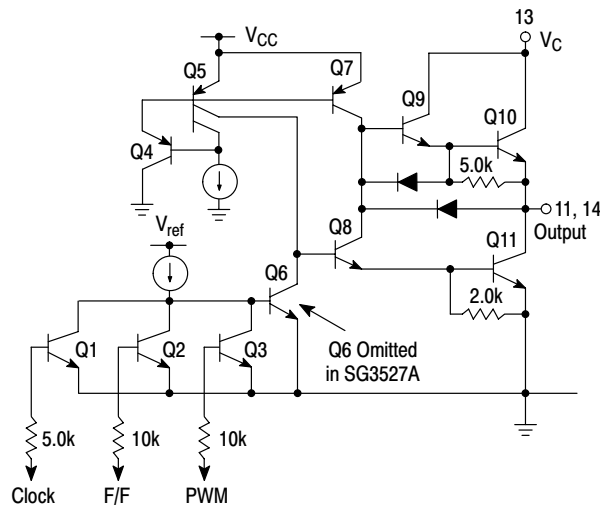 13
V_CC
V_C
Q5
Q7
Q9
Q10
Q4
5.0k
11, 14
Output
V_ref
Q8
Q11
Q6
2.0k
Q1
Q2
Q3
Q6 Omitted
in SG3527A
5.0k
10k
10k
Clock
F/F
PWM